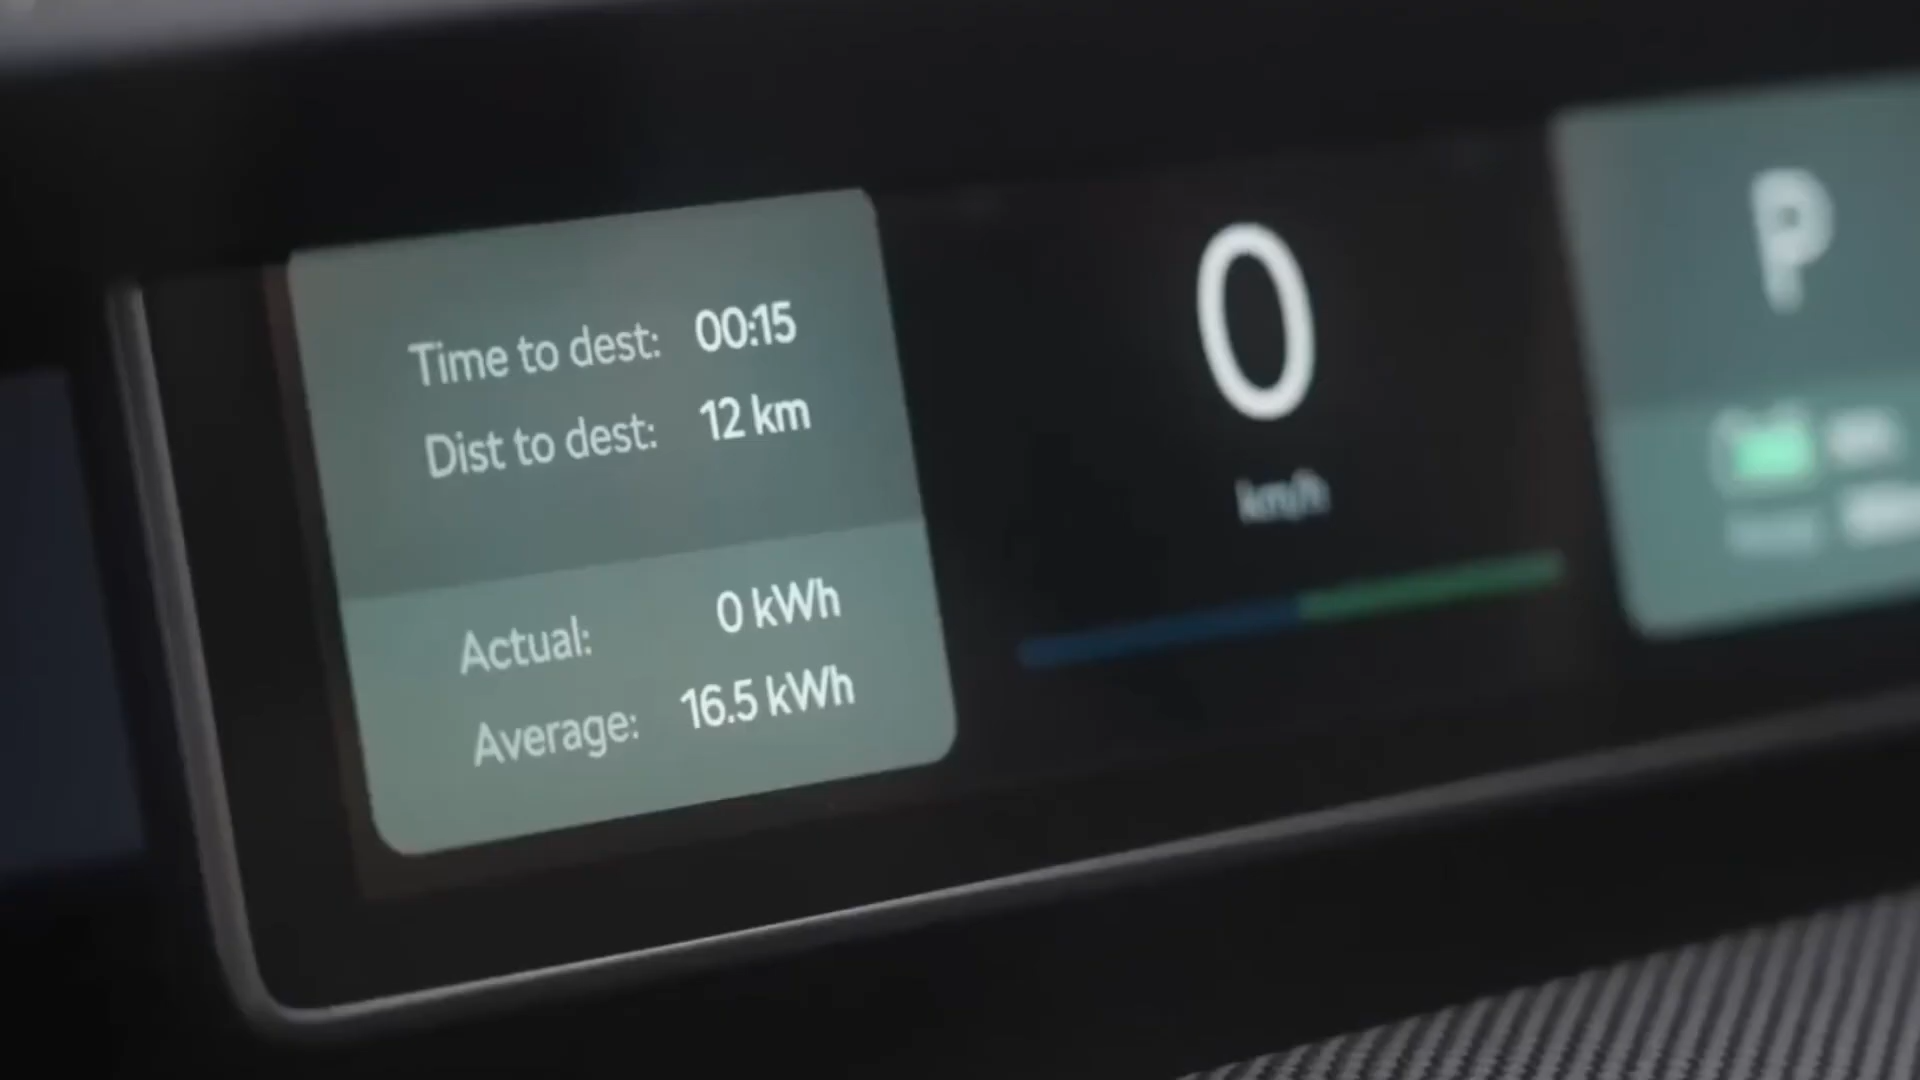 Time to dest: 00:15
Dist to dest: 12 km
Actual: 0 kWh
Average: 16.5 kWh
0
km/h
P